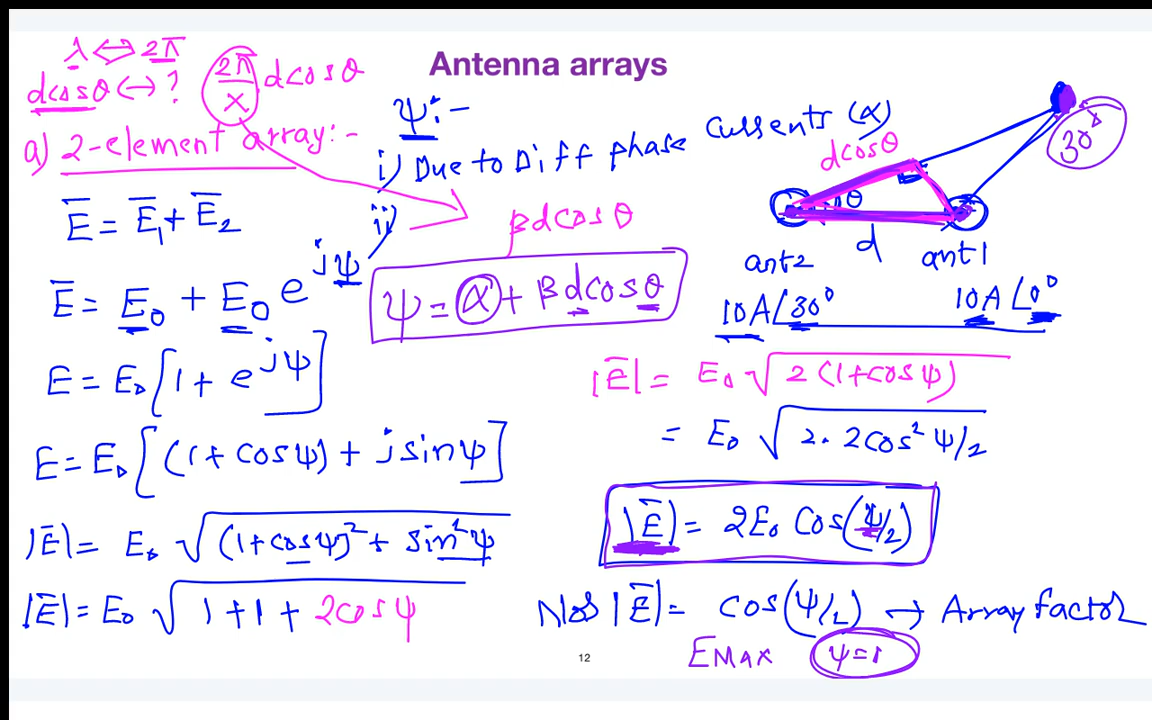 Antenna arrays
λ ⇔ 2π
dcosθ ↔ ? (2π/λ) dcosθ
a) 2-element array:-
Ē = Ē₁ + Ē₂
Ē = E₀ + E₀ e^jψ
E = E₀ [1 + e^jψ]
E = E₀ [(1 + cosψ) + j sinψ]
|Ē| = E₀ √((1+cosψ)² + sin²ψ)
|Ē| = E₀ √(1 + 1 + 2cosψ)
ψ:-
i) Due to Diff phase currents (α)
ii) βdcosθ
ψ = α + βdcosθ
dcosθ
θ
d
30°
ant2
ant1
10A∠30°
10A∠0°
|Ē| = E₀ √(2(1+cosψ))
= E₀ √(2·2cos²ψ/2)
|Ē| = 2E₀ Cos(ψ/2)
|Ē| = cos(ψ/2) → Array factor
EMAX
12